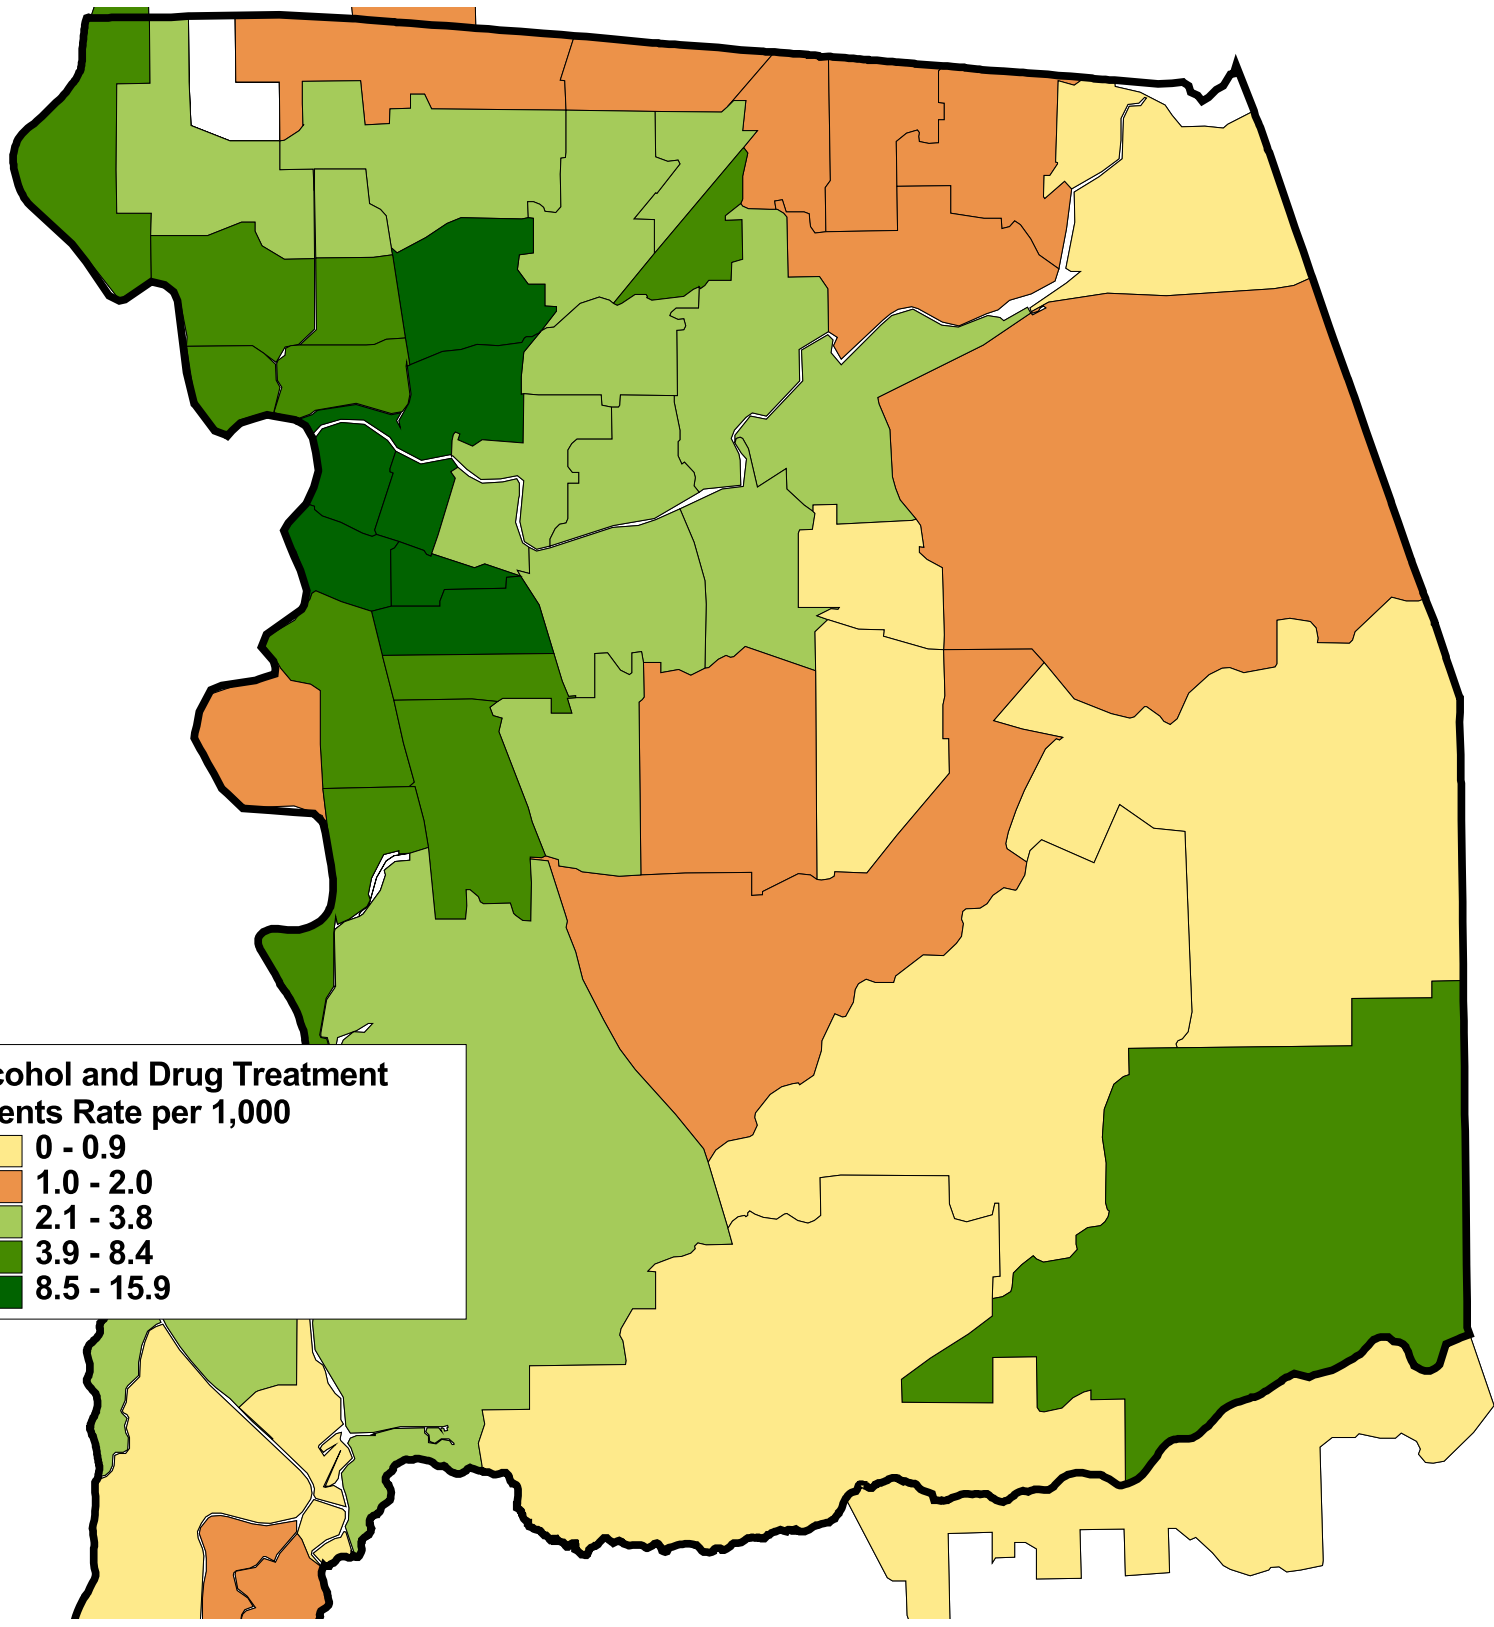 cohol and Drug Treatment
ents Rate per 1,000
0 - 0.9
1.0 - 2.0
2.1 - 3.8
3.9 - 8.4
8.5 - 15.9